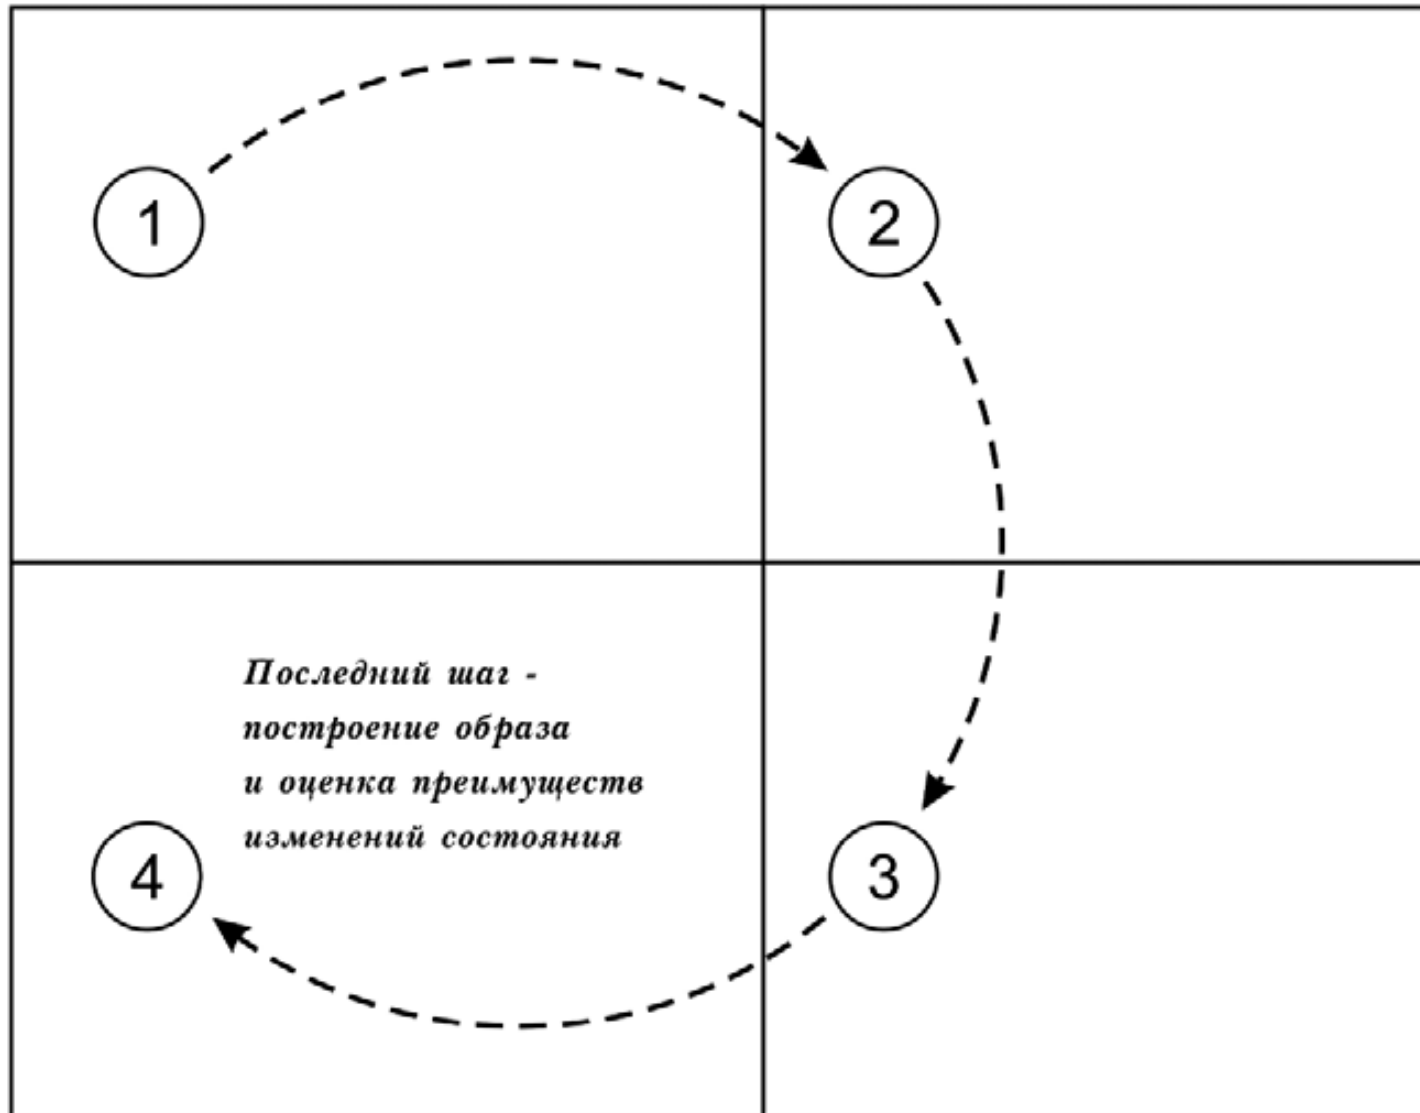 1
2
Последний шаг -
построение образа
и оценка преимуществ
изменений состояния
4
3